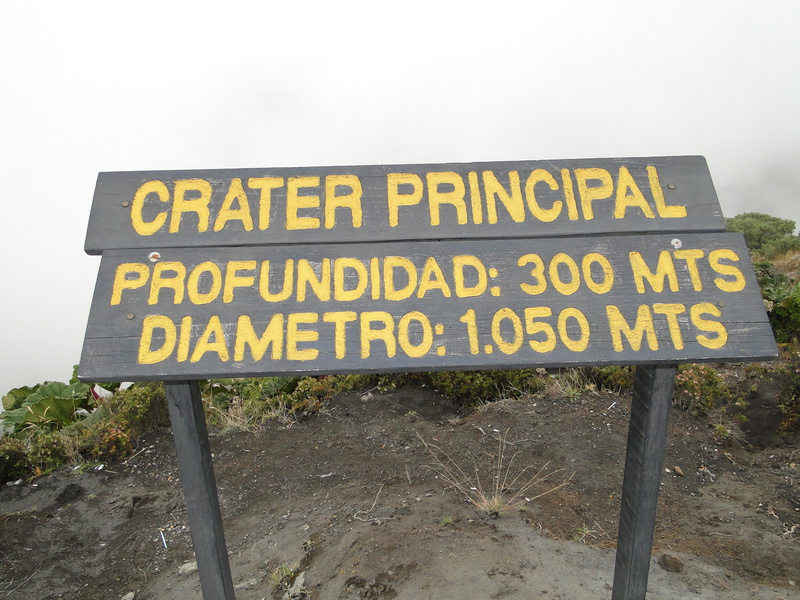 CRATER PRINCIPAL
PROFUNDIDAD: 300 MTS
DIAMETRO: 1.050 MTS